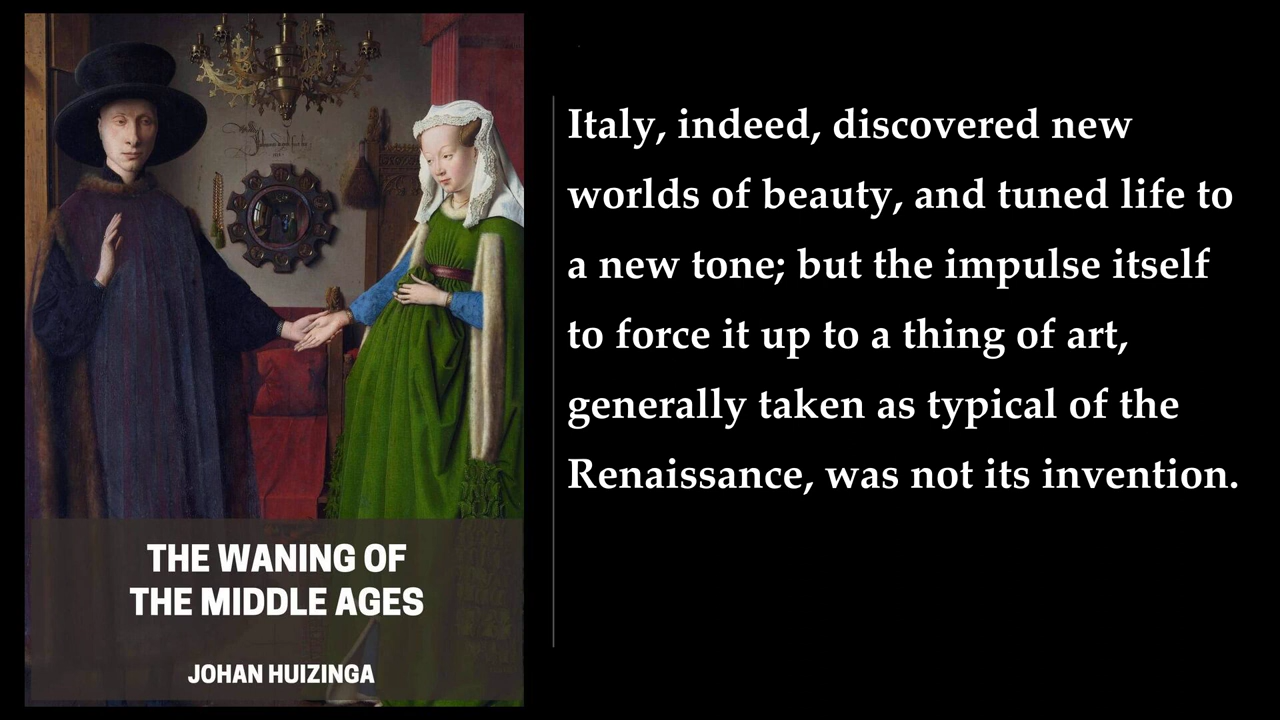 THE WANING OF
THE MIDDLE AGES
JOHAN HUIZINGA
Italy, indeed, discovered new
worlds of beauty, and tuned life to
a new tone; but the impulse itself
to force it up to a thing of art,
generally taken as typical of the
Renaissance, was not its invention.